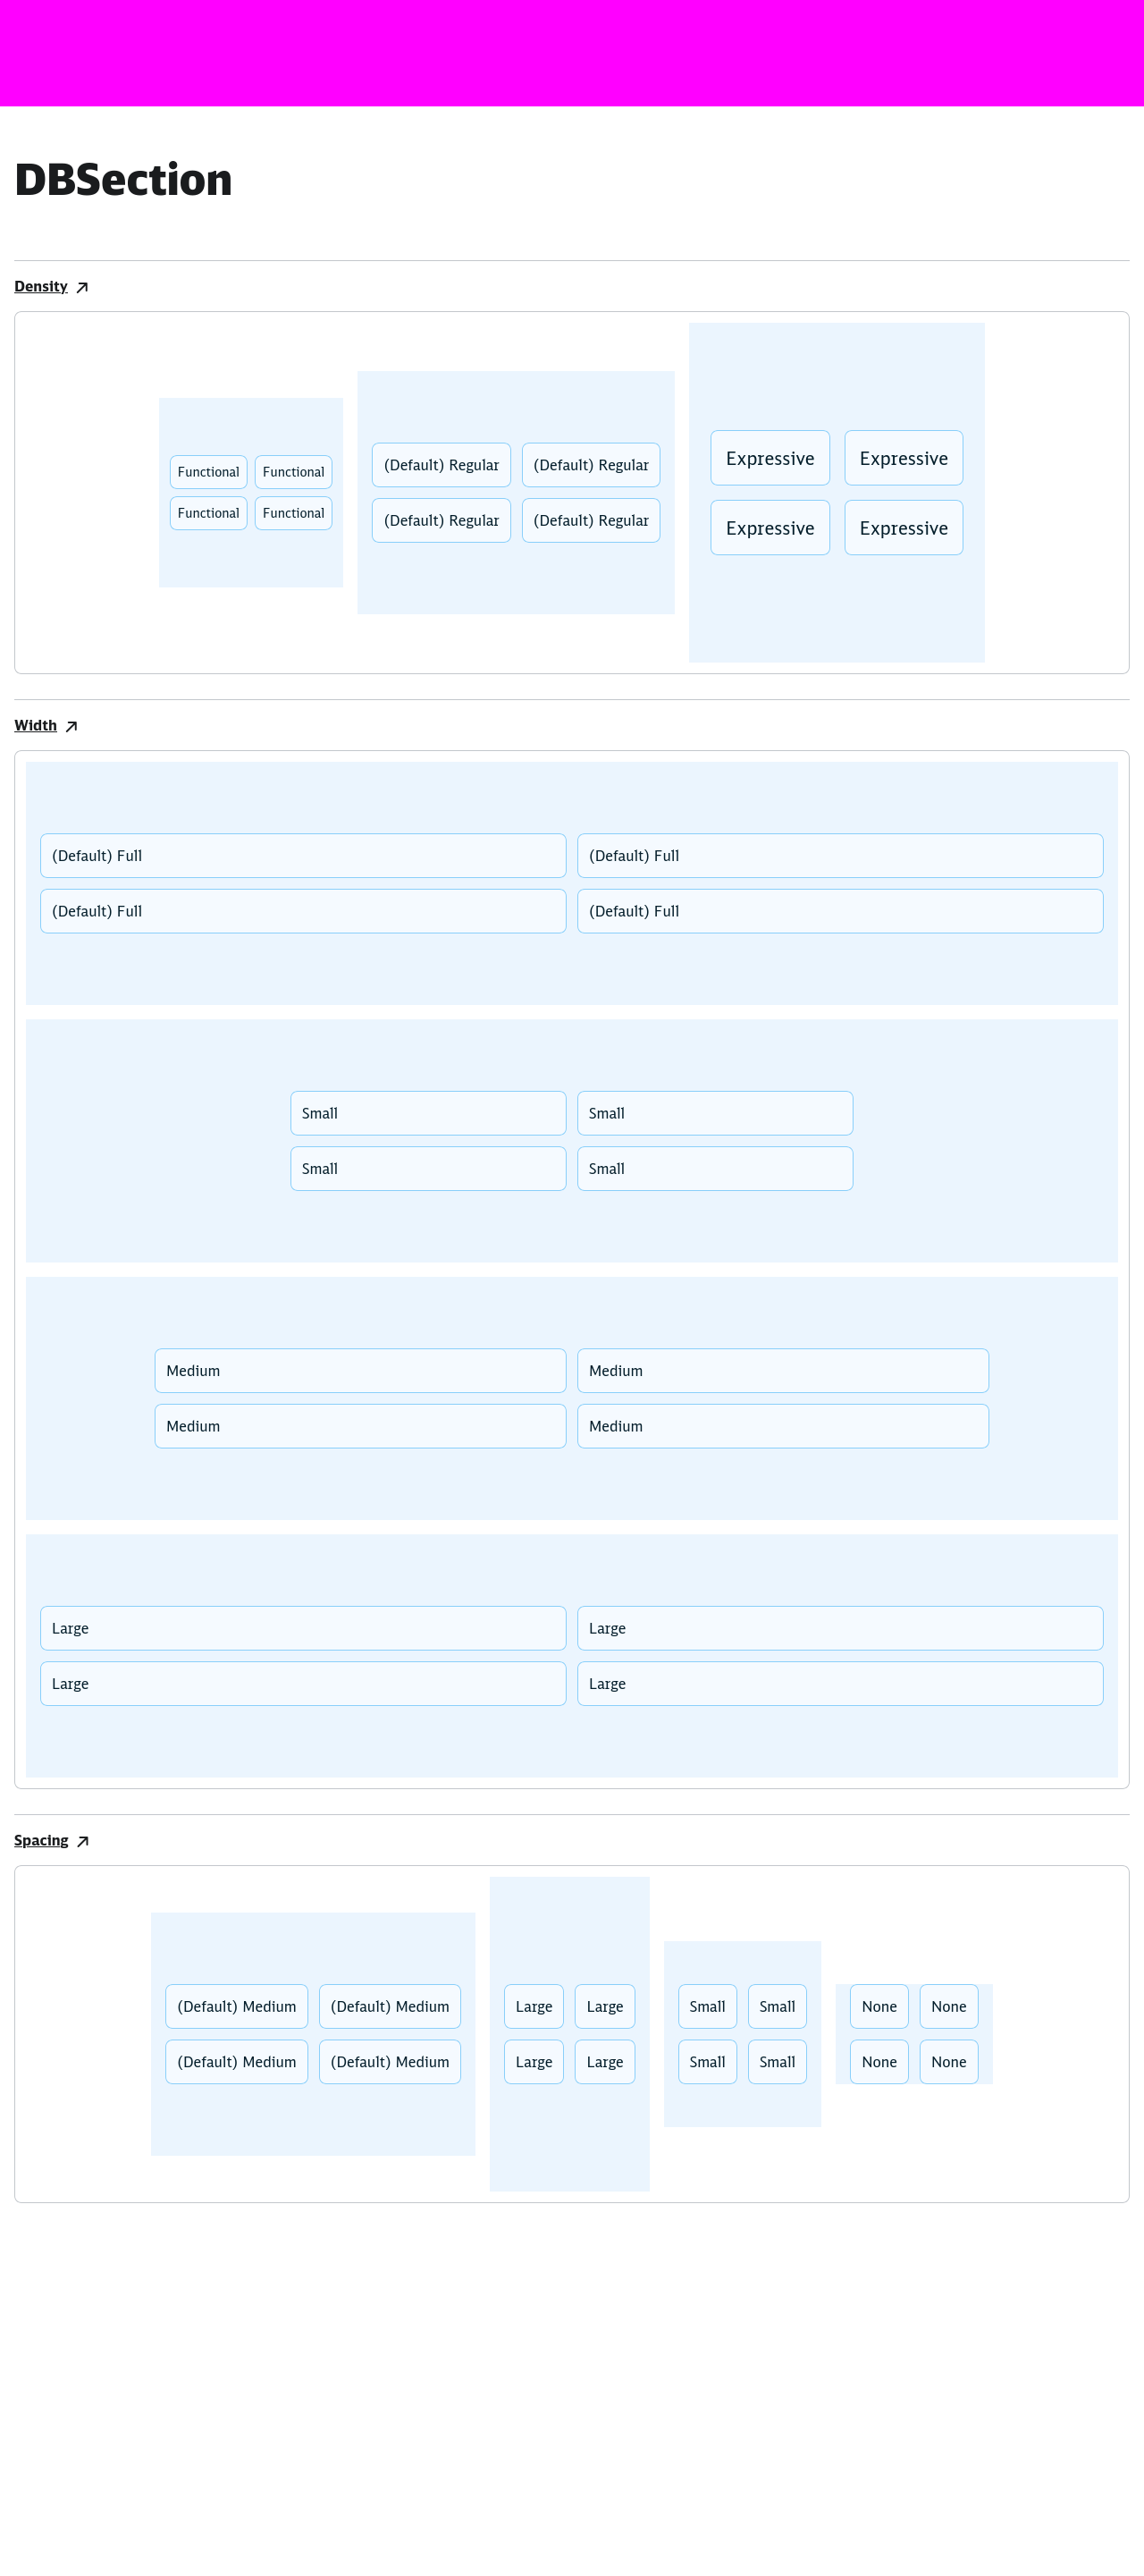 DBSection
Density
Functional Functional
Functional Functional
(Default) Regular (Default) Regular
(Default) Regular (Default) Regular
Expressive Expressive
Expressive Expressive
Width
(Default) Full (Default) Full
(Default) Full (Default) Full
Small Small
Small Small
Medium Medium
Medium Medium
Large Large
Large Large
Spacing
(Default) Medium (Default) Medium
(Default) Medium (Default) Medium
Large Large
Large Large
Small Small
Small Small
None None
None None